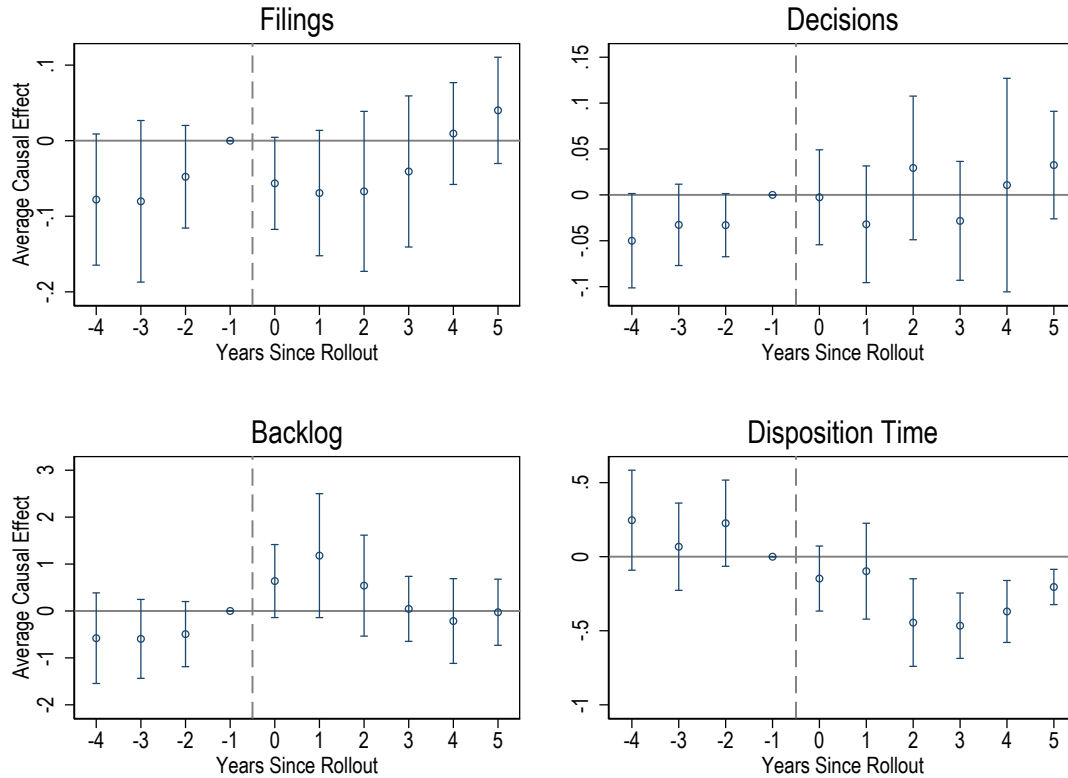 Filings
Average Causal Effect
.1
0
-.1
-.2
-4 -3 -2 -1 0 1 2 3 4 5
Years Since Rollout
Decisions
.15
.1
.05
0
-.05
-.1
-4 -3 -2 -1 0 1 2 3 4 5
Years Since Rollout
Backlog
Average Causal Effect
3
2
1
0
-1
-2
-4 -3 -2 -1 0 1 2 3 4 5
Years Since Rollout
Disposition Time
.5
0
-.5
-1
-4 -3 -2 -1 0 1 2 3 4 5
Years Since Rollout